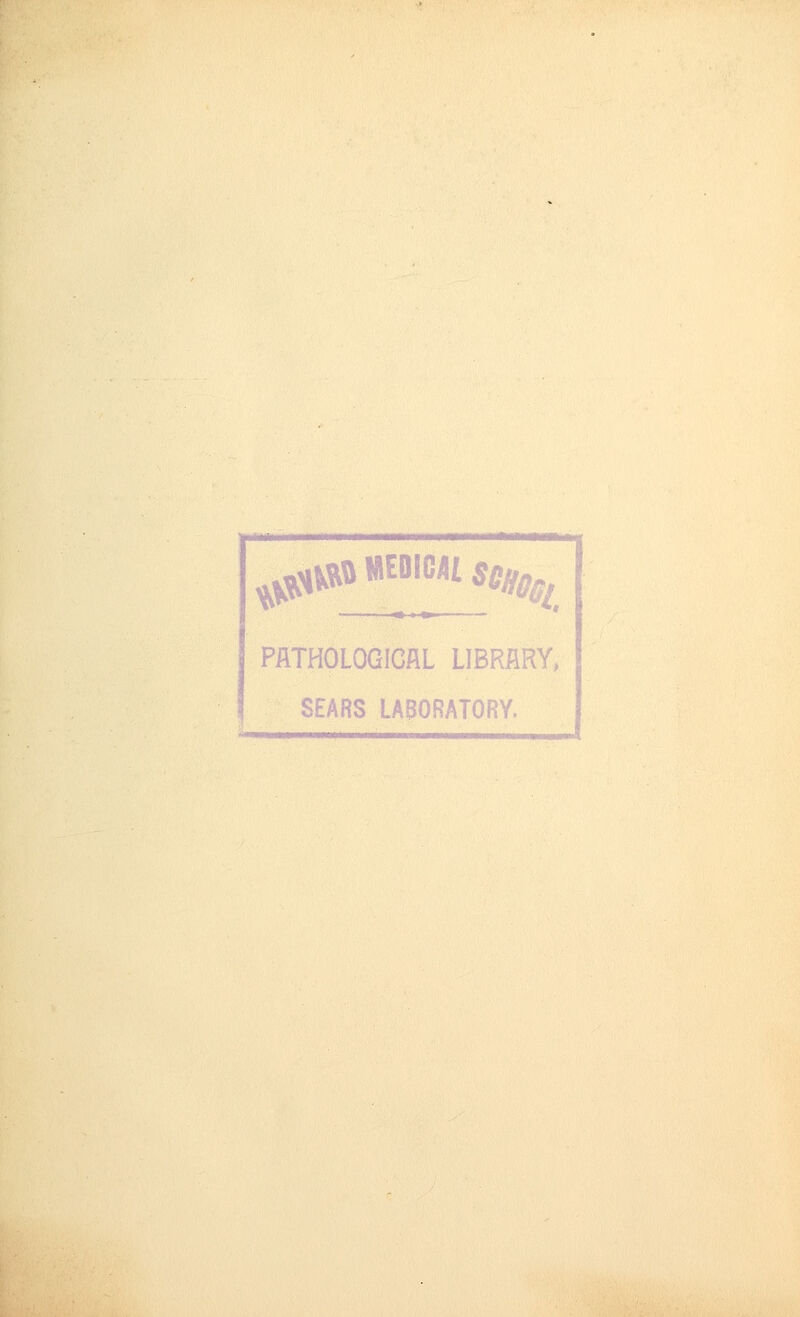 HARVARD MEDICAL SCHOOL,
PATHOLOGICAL LIBRARY,
SEARS LABORATORY.